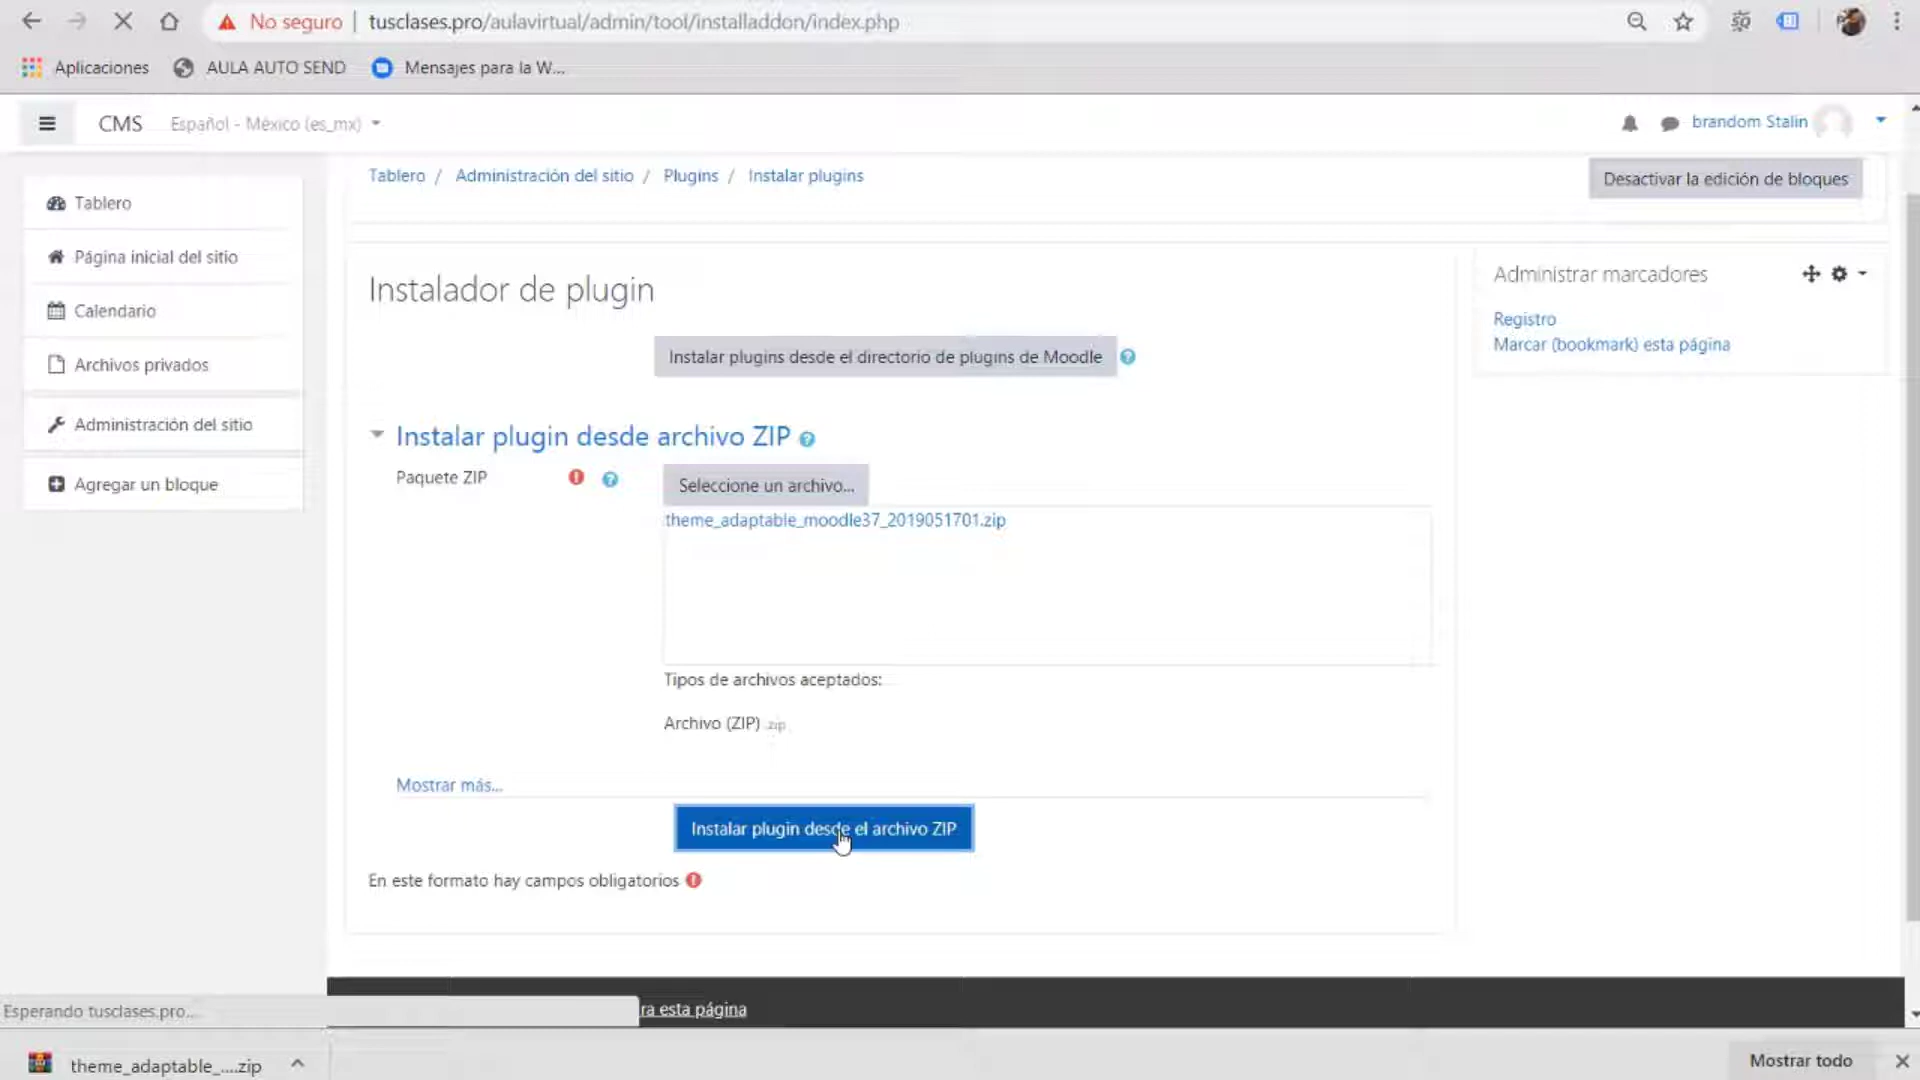 No seguro | tusclases.pro/aulavirtual/admin/tool/installaddon/index.php
Aplicaciones AULA AUTO SEND Mensajes para la W...
CMS Español - México (es_mx) brandom Stalin
Tablero / Administración del sitio / Plugins / Instalar plugins
Desactivar la edición de bloques
Tablero
Página inicial del sitio
Calendario
Archivos privados
Administración del sitio
Agregar un bloque
Instalador de plugin
Instalar plugins desde el directorio de plugins de Moodle
Instalar plugin desde archivo ZIP
Paquete ZIP
Seleccione un archivo...
theme_adaptable_moodle37_2019051701.zip
Tipos de archivos aceptados:
Archivo (ZIP) .zip
Mostrar más...
Instalar plugin desde el archivo ZIP
En este formato hay campos obligatorios
Administrar marcadores
Registro
Marcar (bookmark) esta página
Esperando tusclases.pro...
ra esta página
theme_adaptable_....zip
Mostrar todo